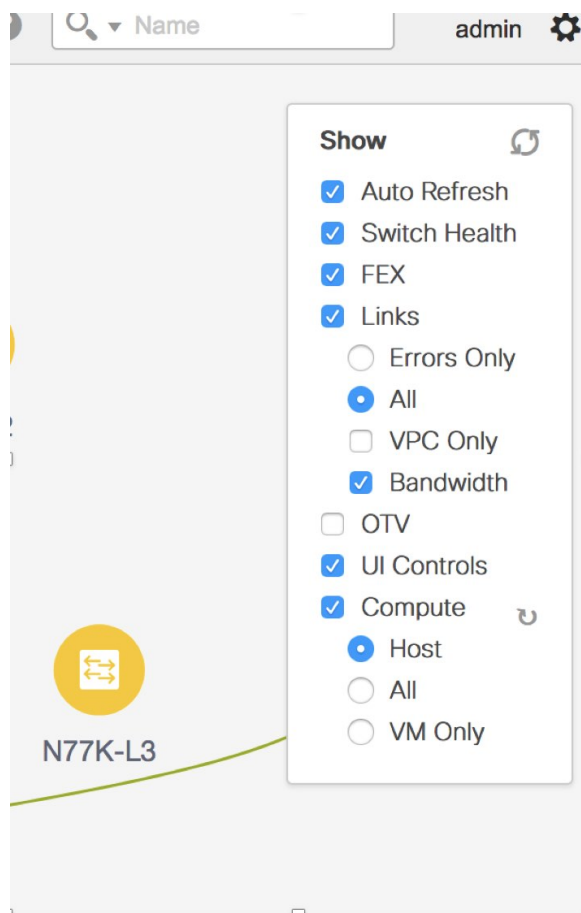 Name
admin
Show
Auto Refresh
Switch Health
FEX
Links
Errors Only
All
VPC Only
Bandwidth
OTV
UI Controls
Compute
Host
All
VM Only
N77K-L3